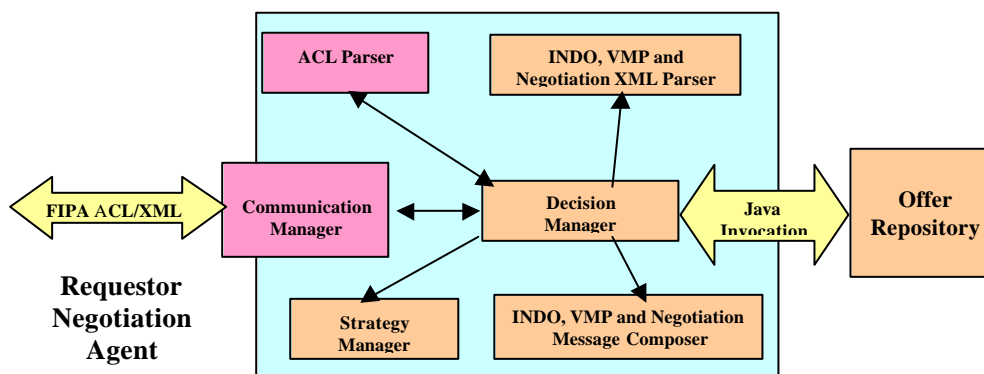 ACL Parser
INDO, VMP and
Negotiation XML Parser
FIPA ACL/XML
Communication
Manager
Decision
Manager
Java
Invocation
Offer
Repository
Requestor
Negotiation
Agent
Strategy
Manager
INDO, VMP and Negotiation
Message Composer